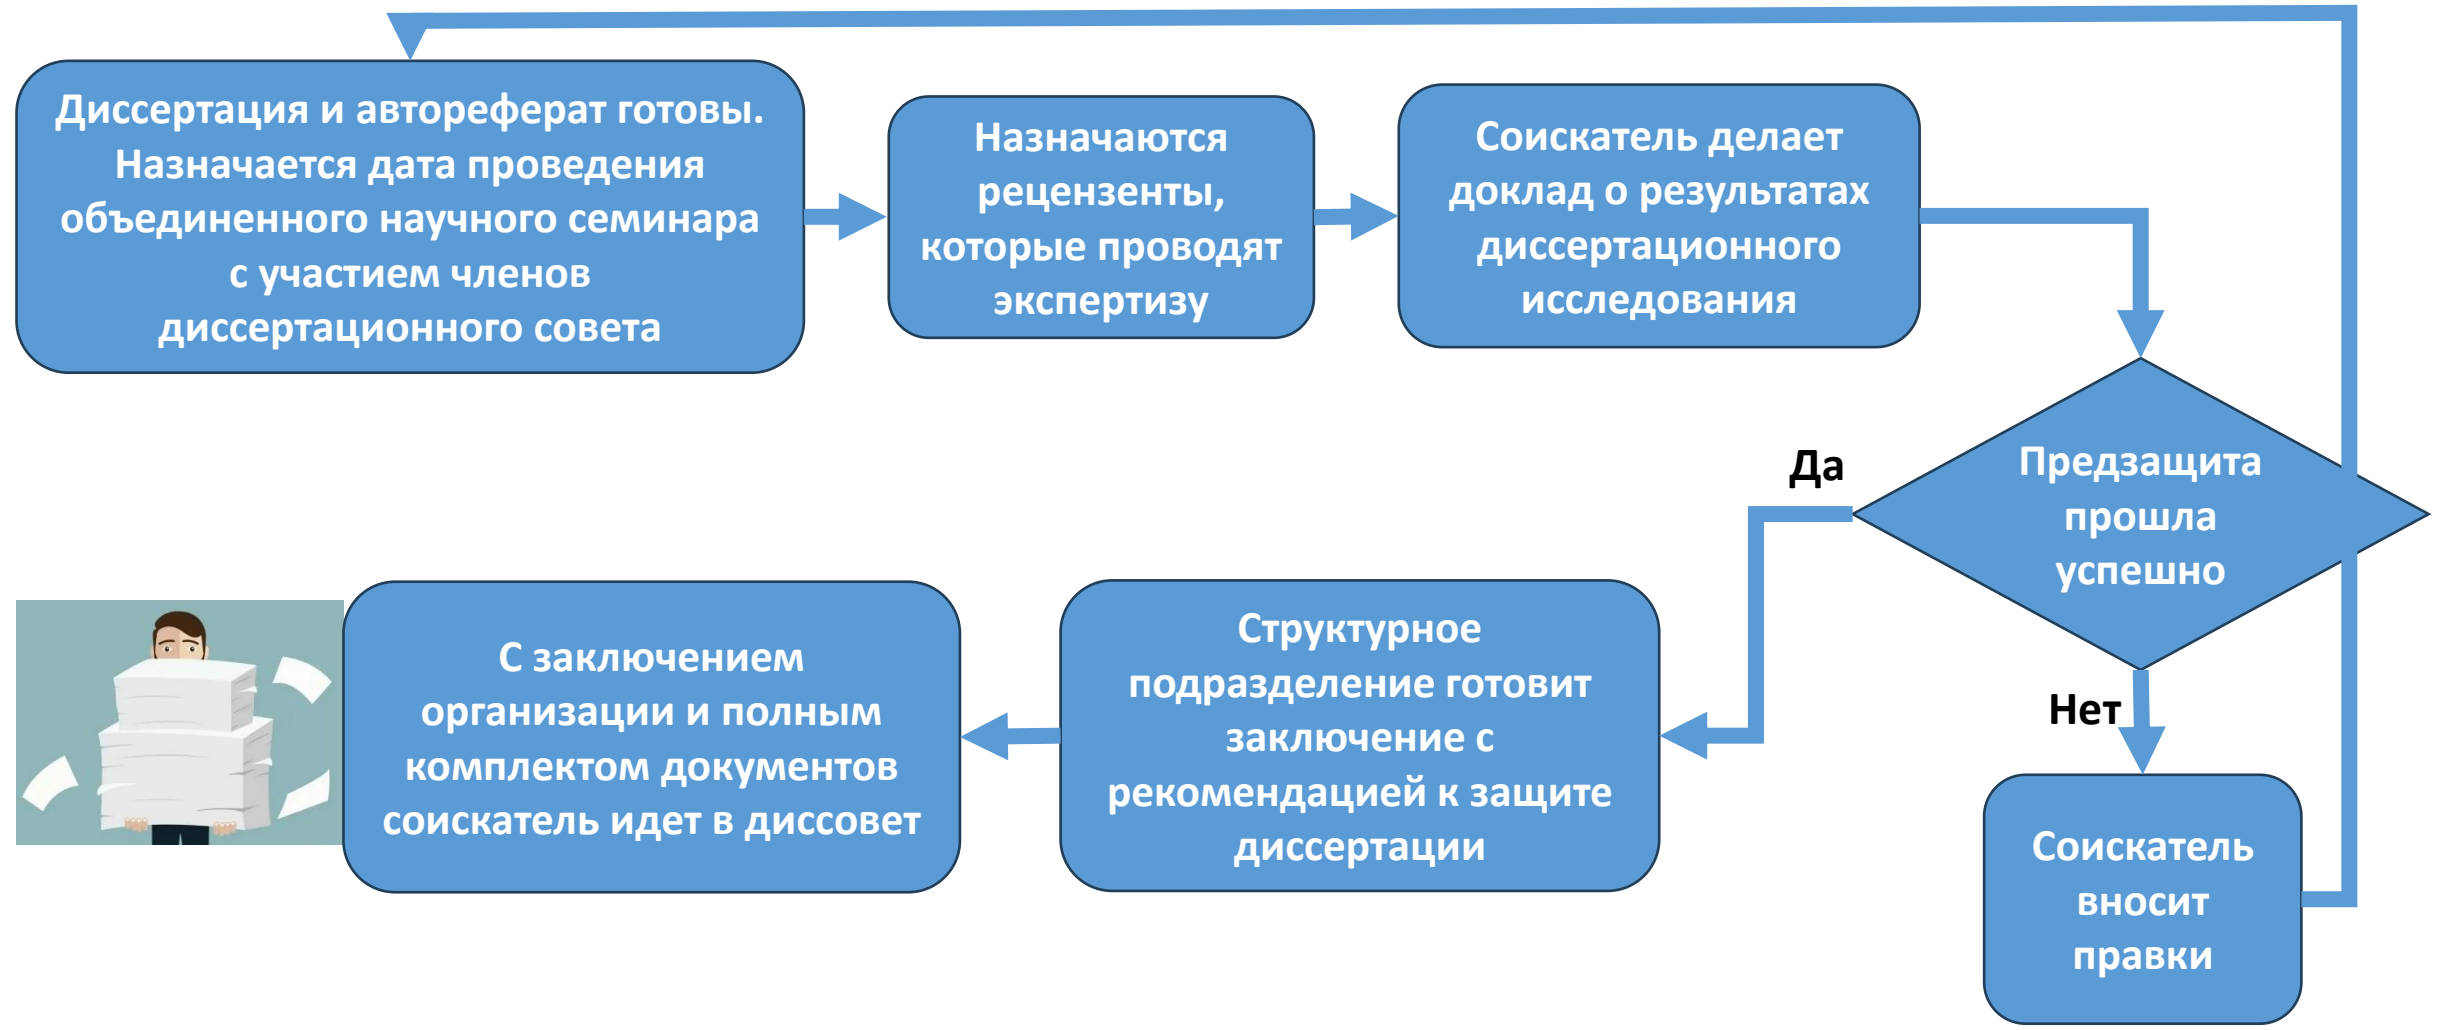 Диссертация и автореферат готовы.
Назначается дата проведения
объединенного научного семинара
с участием членов
диссертационного совета
Назначаются
рецензенты,
которые проводят
экспертизу
Соискатель делает
доклад о результатах
диссертационного
исследования
Предзащита
прошла
успешно
Да
Нет
Структурное
подразделение готовит
заключение с
рекомендацией к защите
диссертации
С заключением
организации и полным
комплектом документов
соискатель идет в диссовет
Соискатель
вносит
правки